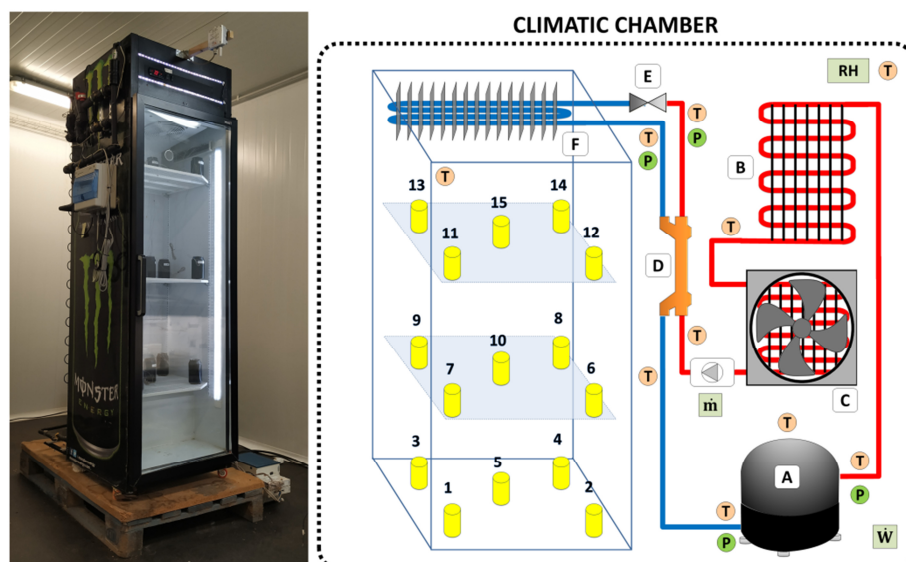 CLIMATIC CHAMBER
RH T
E
T
T P
P
F
B
T
13 14
15
11 12
T
D
9 8
10
7 6
T
T
ṁ
C
T
3 4
5
1 2
A
T
P
T
P
Ẇ
MONSTER
ENERGY